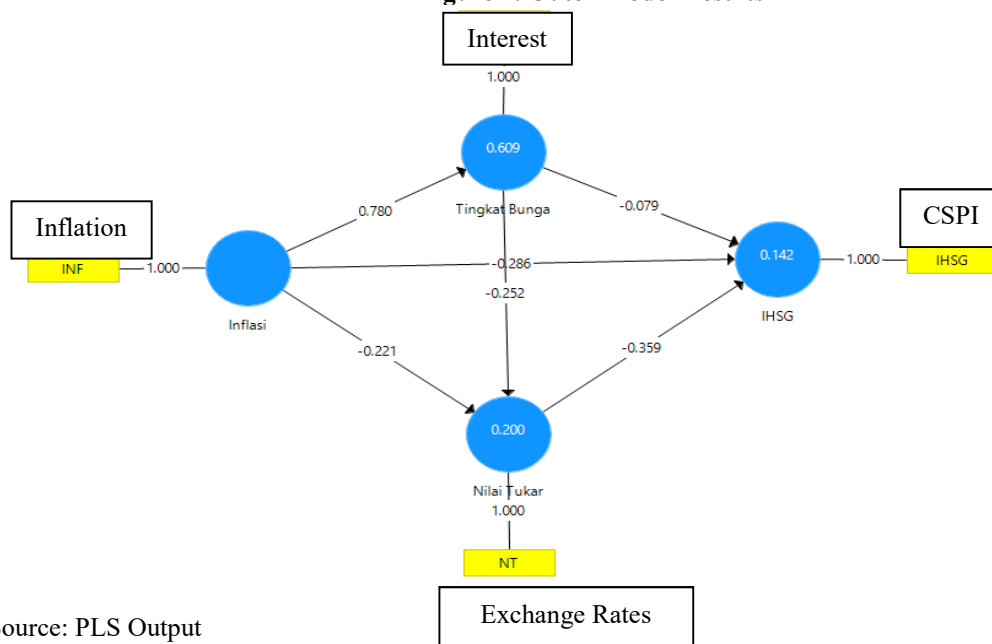 Interest
1.000
0.609
Tingkat Bunga
0.780
-0.079
Inflation
INF
1.000
Inflasi
-0.286
-0.252
CSPI
0.142
1.000
IHSG
IHSG
-0.221
-0.359
0.200
Nilai Tukar
1.000
NT
Exchange Rates
ource: PLS Output